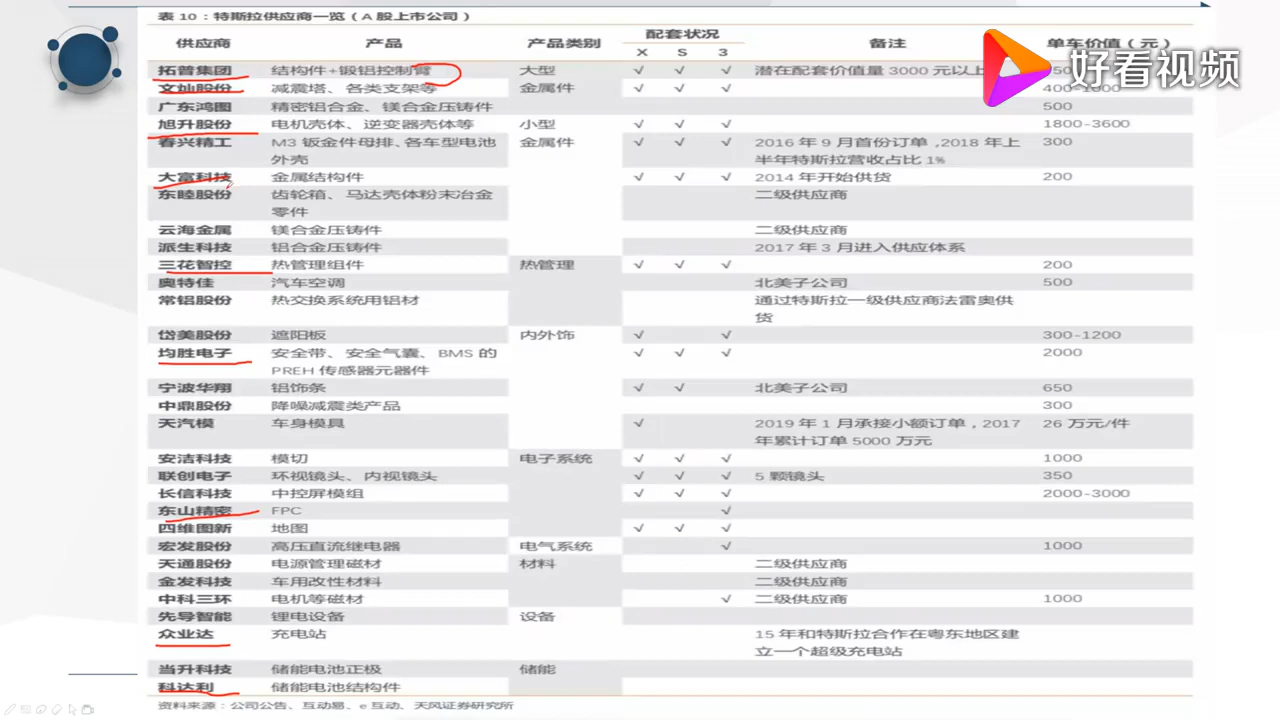 表 10：特斯拉供应商一览（A 股上市公司）
供应商 产品 产品类别 配套状况 备注 单车价值（元）
X S 3
拓普集团 结构件+锻铝控制臂 大型 √ √ √ 潜在配套价值量 3000 元以上
文灿股份 减震塔、各类支架等 金属件 √ √ √
广东鸿图 精密铝合金、镁合金压铸件 500
旭升股份 电机壳体、逆变器壳体等 小型 √ √ √ 1800-3600
春兴精工 M3 钣金件母排、各车型电池 金属件 √ √ √ 2016 年 9 月首份订单，2018 年上 300
外壳 半年特斯拉营收占比 1%
大富科技 金属结构件 √ √ √ 2014 年开始供货 200
东睦股份 齿轮箱、马达壳体粉末冶金 二级供应商
零件
云海金属 镁合金压铸件 二级供应商
派生科技 铝合金压铸件 2017 年 3 月进入供应体系
三花智控 热管理组件 热管理 √ √ √ 200
奥特佳 汽车空调 北美子公司 500
常铝股份 热交换系统用铝材 通过特斯拉一级供应商法雷奥供
货
岱美股份 遮阳板 内外饰 √ √ 300-1200
均胜电子 安全带、安全气囊、BMS 的 √ √ √ 2000
PREH 传感器元器件
宁波华翔 铝饰条 √ √ 北美子公司 650
中鼎股份 降噪减震类产品 300
天汽模 车身模具 √ 2019 年 1 月承接小额订单，2017 26 万元/件
年累计订单 5000 万元
安洁科技 模切 电子系统 √ √ √ 1000
联创电子 环视镜头、内视镜头 √ √ √ 5 颗镜头 350
长信科技 中控屏模组 √ √ √ 2000-3000
东山精密 FPC √
四维图新 地图 √ √ √
宏发股份 高压直流继电器 电气系统 √ 1000
天通股份 电源管理磁材 材料 二级供应商
金发科技 车用改性材料 二级供应商
中科三环 电机等磁材 √ 二级供应商 1000
先导智能 锂电设备 设备
众业达 充电站 15 年和特斯拉合作在粤东地区建
立一个超级充电站
当升科技 储能电池正极 储能
科达利 储能电池结构件
资料来源：公司公告、互动易、e 互动、天风证券研究所
好看视频